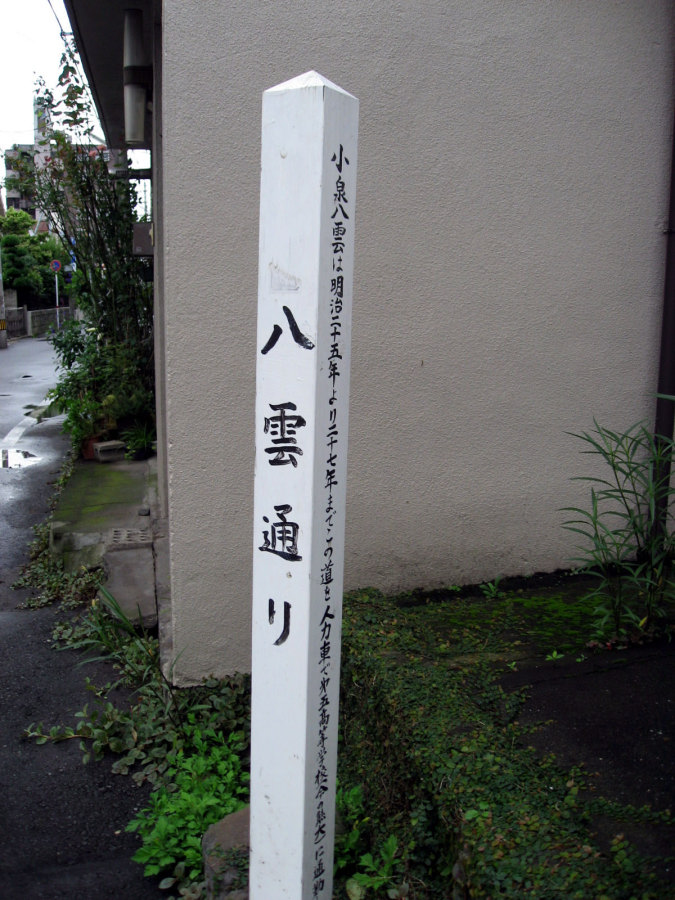 八雲通り
小泉八雲は明治二十五年より二十七年までこの道を人力車で第五高等学校(今の熊大)に通勤